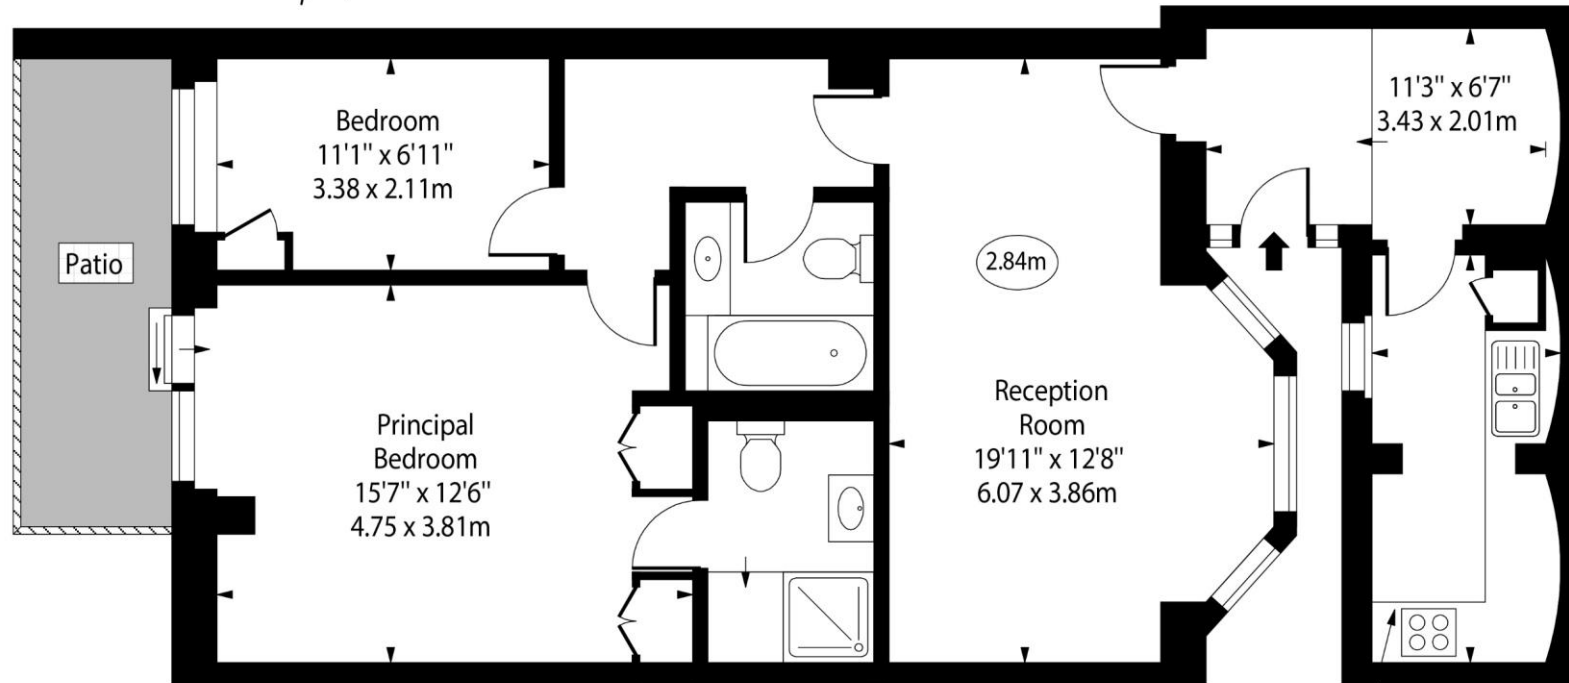 Bedroom
11'1" x 6'11"
3.38 x 2.11m
11'3" x 6'7"
3.43 x 2.01m
Patio
2.84m
Principal
Bedroom
15'7" x 12'6"
4.75 x 3.81m
Reception
Room
19'11" x 12'8"
6.07 x 3.86m